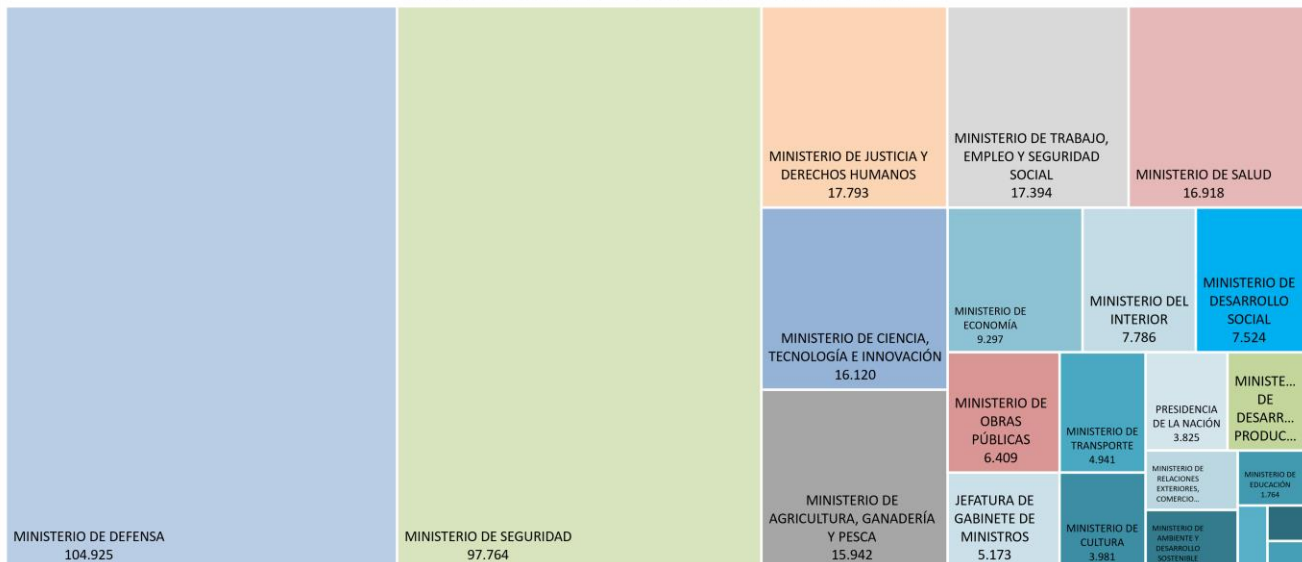 MINISTERIO DE DEFENSA
104.925
MINISTERIO DE SEGURIDAD
97.764
MINISTERIO DE JUSTICIA Y
DERECHOS HUMANOS
17.793
MINISTERIO DE TRABAJO,
EMPLEO Y SEGURIDAD
SOCIAL
17.394
MINISTERIO DE SALUD
16.918
MINISTERIO DE CIENCIA,
TECNOLOGÍA E INNOVACIÓN
16.120
MINISTERIO DE
ECONOMÍA
9.297
MINISTERIO DEL
INTERIOR
7.786
MINISTERIO DE
DESARROLLO
SOCIAL
7.524
MINISTERIO DE
AGRICULTURA, GANADERÍA
Y PESCA
15.942
MINISTERIO DE
OBRAS
PÚBLICAS
6.409
MINISTERIO DE
TRANSPORTE
4.941
PRESIDENCIA
DE LA NACIÓN
3.825
MINISTE...
DE
DESARR...
PRODUC...
JEFATURA DE
GABINETE DE
MINISTROS
5.173
MINISTERIO DE
CULTURA
3.981
MINISTERIO DE
RELACIONES
EXTERIORES,
COMERCIO...
MINISTERIO DE
EDUCACIÓN
1.764
MINISTERIO DE
AMBIENTE Y
DESARROLLO
SOSTENIBLE